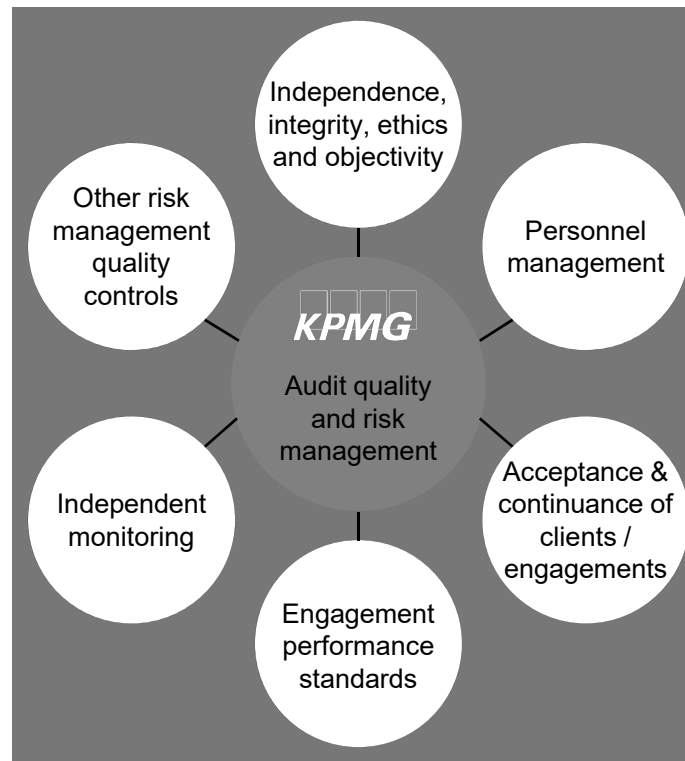 Independence,
integrity, ethics
and objectivity
Other risk
management
quality
controls
Personnel
management
KPMG
Audit quality
and risk
management
Independent
monitoring
Acceptance &
continuance of
clients /
engagements
Engagement
performance
standards